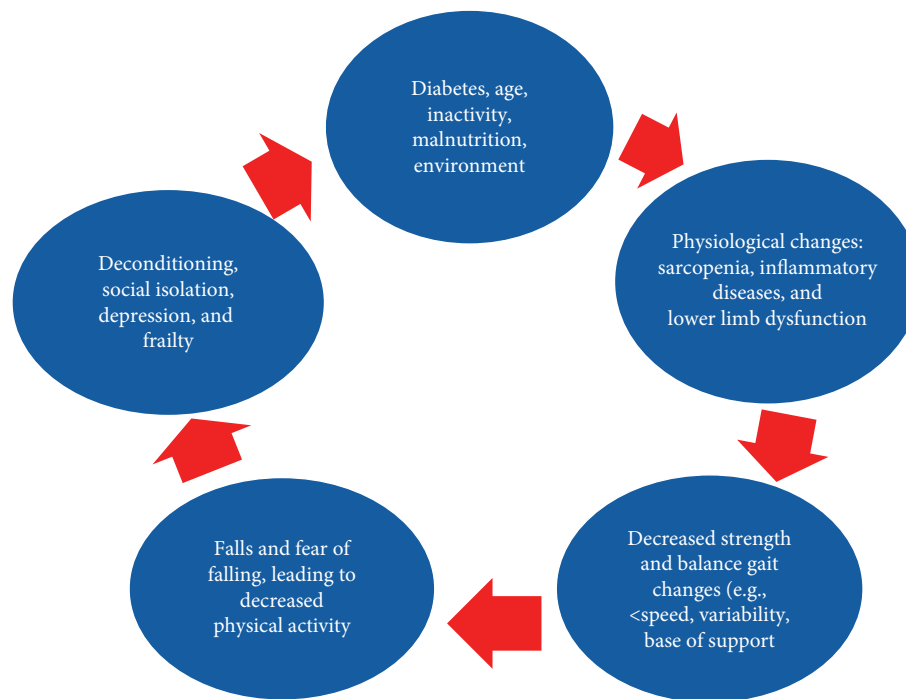 Diabetes, age,
inactivity,
malnutrition,
environment
Physiological changes:
sarcopenia, inflammatory
diseases, and
lower limb dysfunction
Decreased strength
and balance gait
changes (e.g.,
<speed, variability,
base of support
Falls and fear of
falling, leading to
decreased
physical activity
Deconditioning,
social isolation,
depression, and
frailty